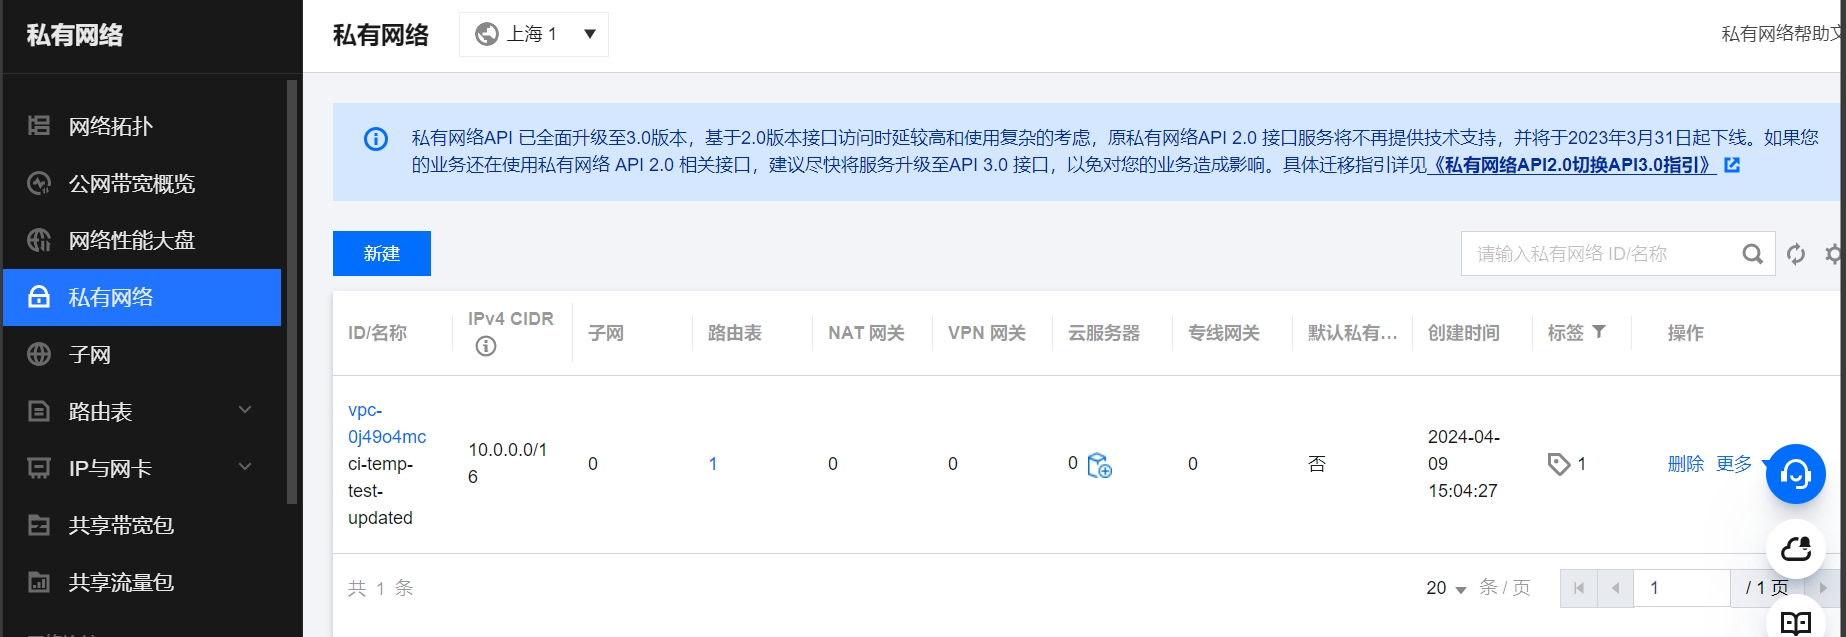 私有网络
网络拓扑
公网带宽概览
网络性能大盘
私有网络
子网
路由表
IP与网卡
共享带宽包
共享流量包
私有网络
上海 1
私有网络帮助文
私有网络API 已全面升级至3.0版本，基于2.0版本接口访问时延较高和使用复杂的考虑，原私有网络API 2.0 接口服务将不再提供技术支持，并将于2023年3月31日起下线。如果您
的业务还在使用私有网络 API 2.0 相关接口，建议尽快将服务升级至API 3.0 接口，以免对您的业务造成影响。具体迁移指引详见《私有网络API2.0切换API3.0指引》
新建
请输入私有网络 ID/名称
ID/名称
IPv4 CIDR
子网
路由表
NAT 网关
VPN 网关
云服务器
专线网关
默认私有...
创建时间
标签
操作
vpc-
0j49o4mc
ci-temp-
test-
updated
10.0.0.0/1
6
0
1
0
0
0
0
否
2024-04-
09
15:04:27
1
删除 更多
共 1 条
20 条 / 页
1
/ 1 页